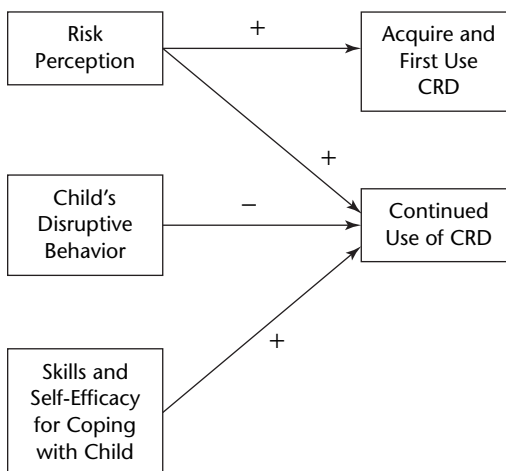 Risk
Perception
+
Acquire and
First Use
CRD
+
Child's
Disruptive
Behavior
–
Continued
Use of CRD
+
Skills and
Self-Efficacy
for Coping
with Child